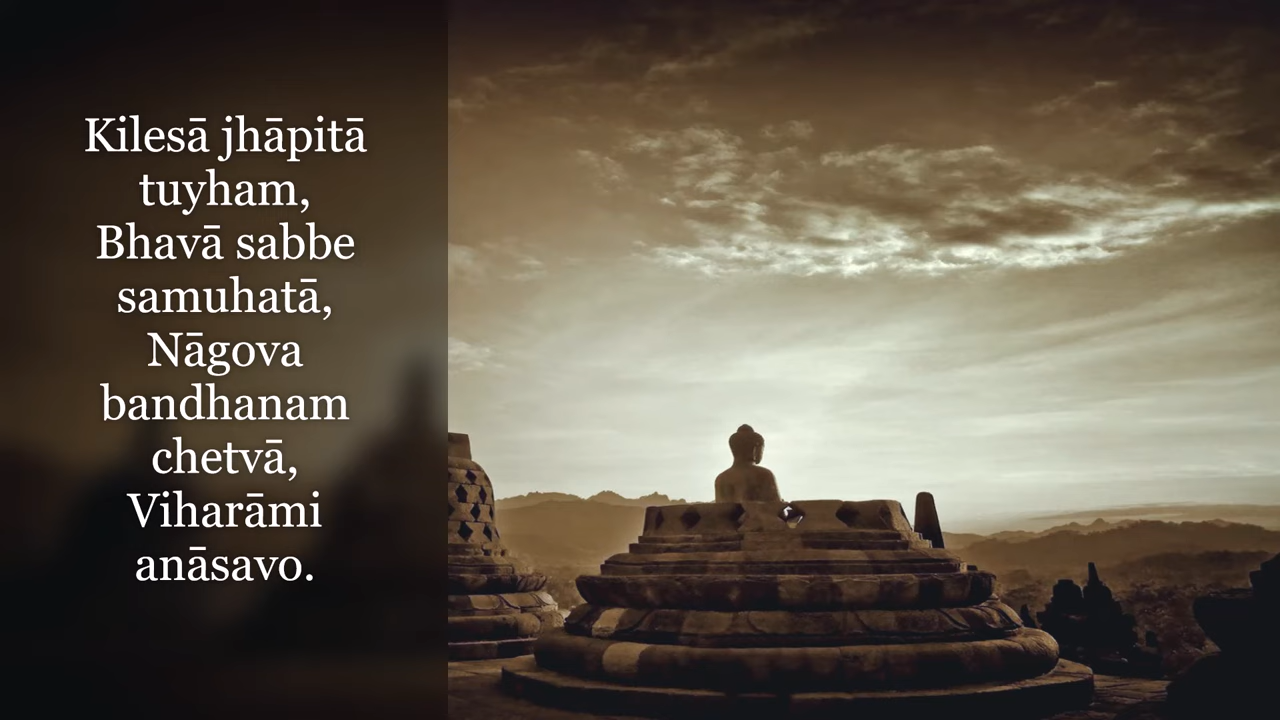 Kilesā jhāpitā
tuyham,
Bhavā sabbe
samuhatā,
Nāgova
bandhanam
chetvā,
Viharāmi
anāsavo.